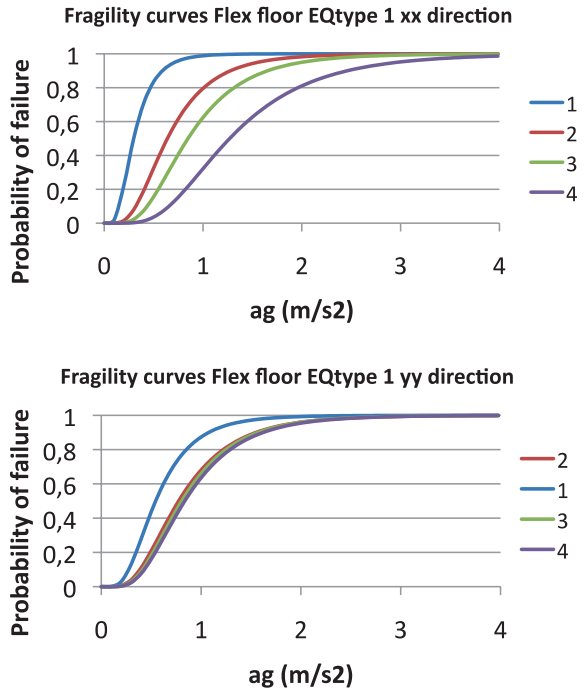 Fragility curves Flex floor EQtype 1 xx direction
Probability of failure
1
0,8
0,6
0,4
0,2
0
0 1 2 3 4
ag (m/s2)
1
2
3
4
Fragility curves Flex floor EQtype 1 yy direction
Probability of failure
1
0,8
0,6
0,4
0,2
0
0 1 2 3 4
ag (m/s2)
2
1
3
4